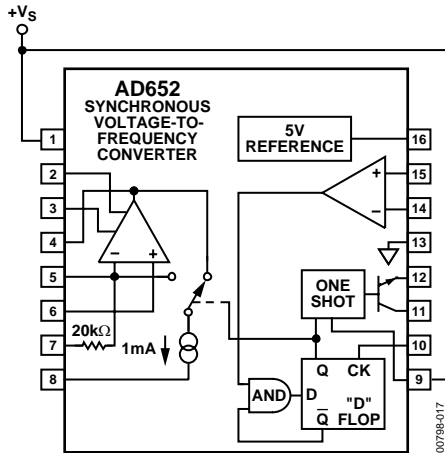 +VS
AD652
SYNCHRONOUS
VOLTAGE-TO-
FREQUENCY
CONVERTER
5V
REFERENCE
1
2
3
4
5
6
7
8
16
15
14
13
12
11
10
9
+
–
–
+
20kΩ
1mA
ONE
SHOT
AND
Q
CK
D
"D"
FLOP
Q̅
00798-017